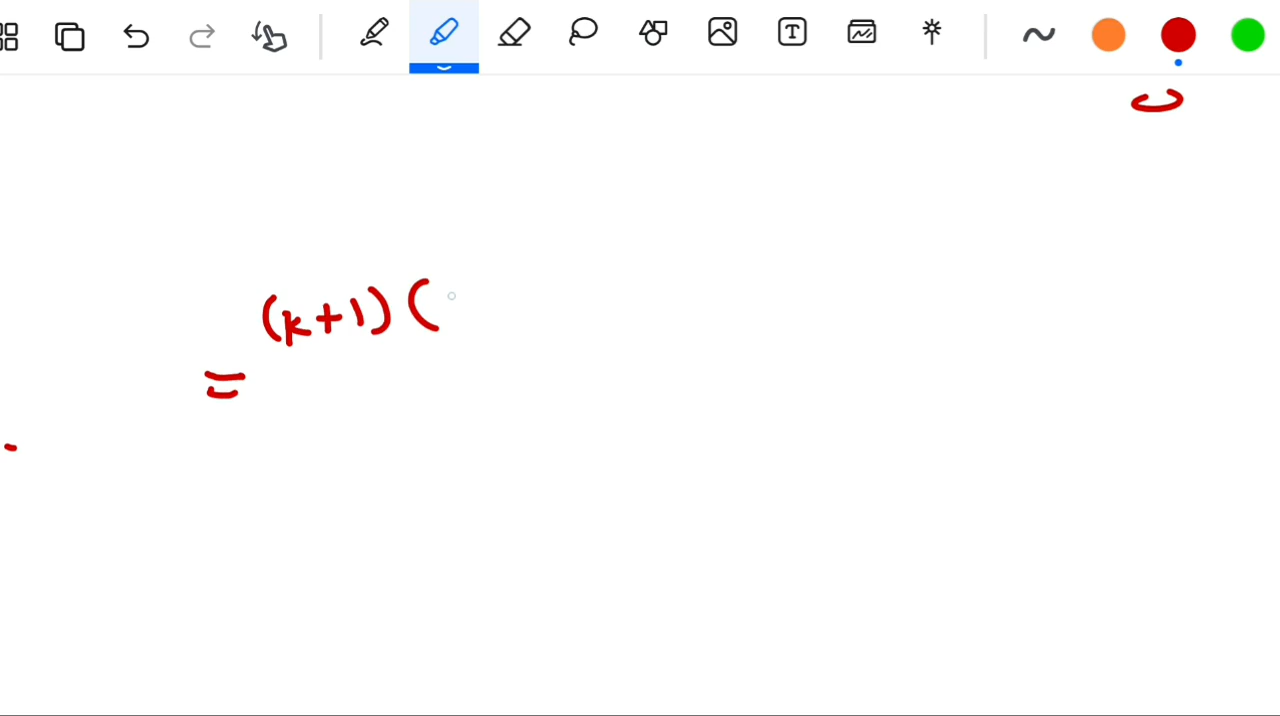 (k+1)(
=